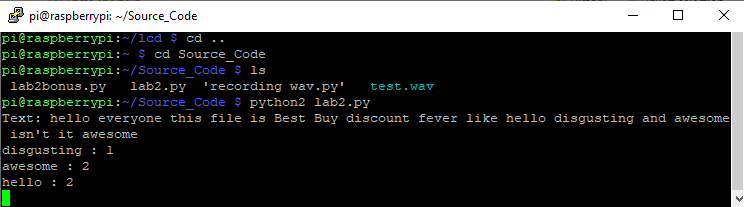 pi@raspberrypi: ~/Source_Code
pi@raspberrypi:~/lcd $ cd ..
pi@raspberrypi:~ $ cd Source_Code
pi@raspberrypi:~/Source_Code $ ls
lab2bonus.py   lab2.py  'recording wav.py'   test.wav
pi@raspberrypi:~/Source_Code $ python2 lab2.py
Text: hello everyone this file is Best Buy discount fever like hello disgusting and awesome
isn't it awesome
disgusting : 1
awesome : 2
hello : 2